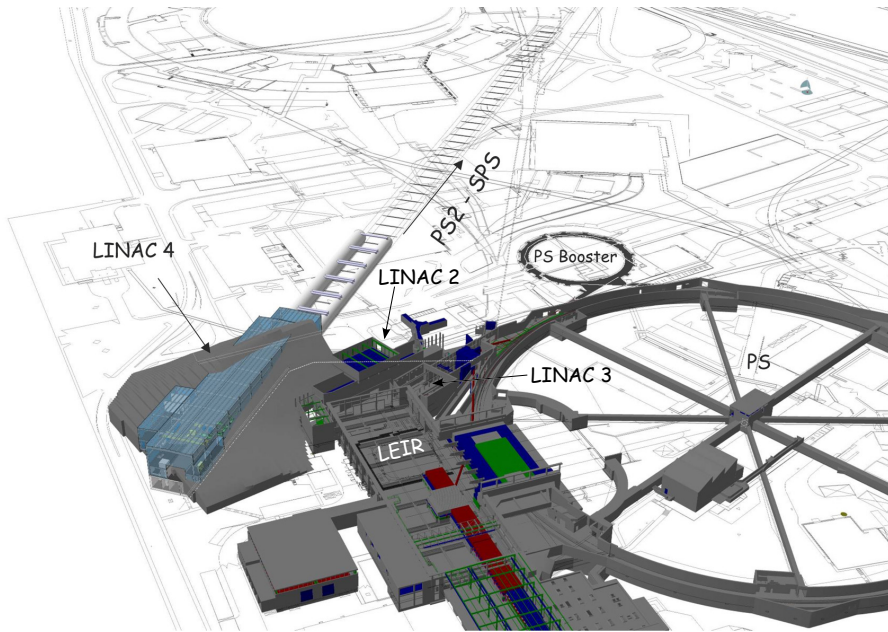 PS2 - SPS
LINAC 4
PS Booster
LINAC 2
PS
LINAC 3
LEIR